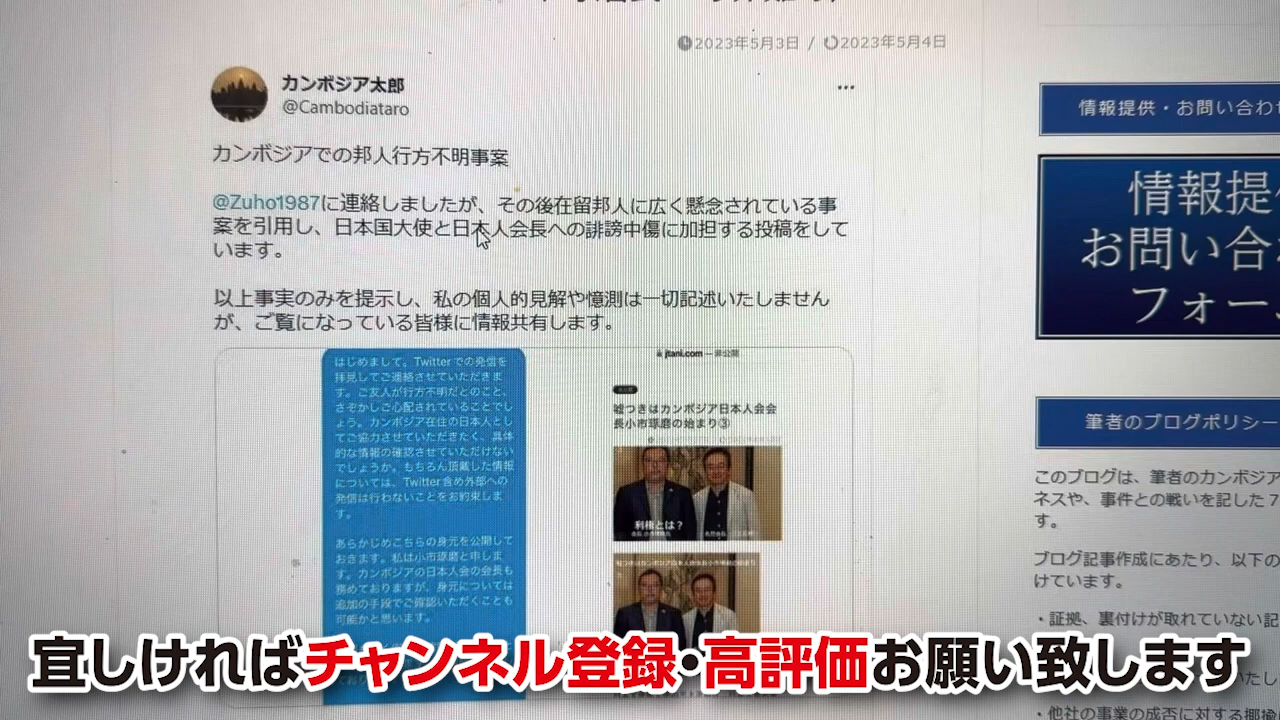 2023年5月3日 / 2023年5月4日
カンボジア太郎
@Cambodiataro
カンボジアでの邦人行方不明事案
@Zuho1987に連絡しましたが、その後在留邦人に広く懸念されている事
案を引用し、日本国大使と日本人会長への誹謗中傷に加担する投稿をして
います。
以上事実のみを提示し、私の個人的見解や憶測は一切記述いたしません
が、ご覧になっている皆様に情報共有します。
はじめまして。Twitterでの発信を
拝見してご連絡させていただきま
す。ご友人が行方不明だとのこと、
さぞかしご心配されていることでし
ょう。カンボジア在住の日本人とし
てご協力させていただきたく、具体
的な情報の確認させていただけない
でしょうか。もちろん頂戴した情報
については、Twitter含め外部への
発信は行わないことをお約束しま
す。
あらかじめこちらの身元を公開して
おきます。私は小市琢磨と申しま
す。カンボジアの日本人会の会長も
務めておりますが、身元については
追加の手段でご確認いただくことも
可能かと思います。
jtani.com — 非公開
嘘つきはカンボジア日本人会会
長小市琢磨の始まり③
利権とは？
情報提供・お問い合わせ
情報提
お問い合
フォー
筆者のブログポリシー
このブログは、筆者のカンボジア
ネスや、事件との戦いを記した7
す。
ブログ記事作成にあたり、以下の
けています。
・証拠、裏付けが取れていない記
・他社の事業の成否に対する揶揄
宜しければチャンネル登録・高評価お願い致します